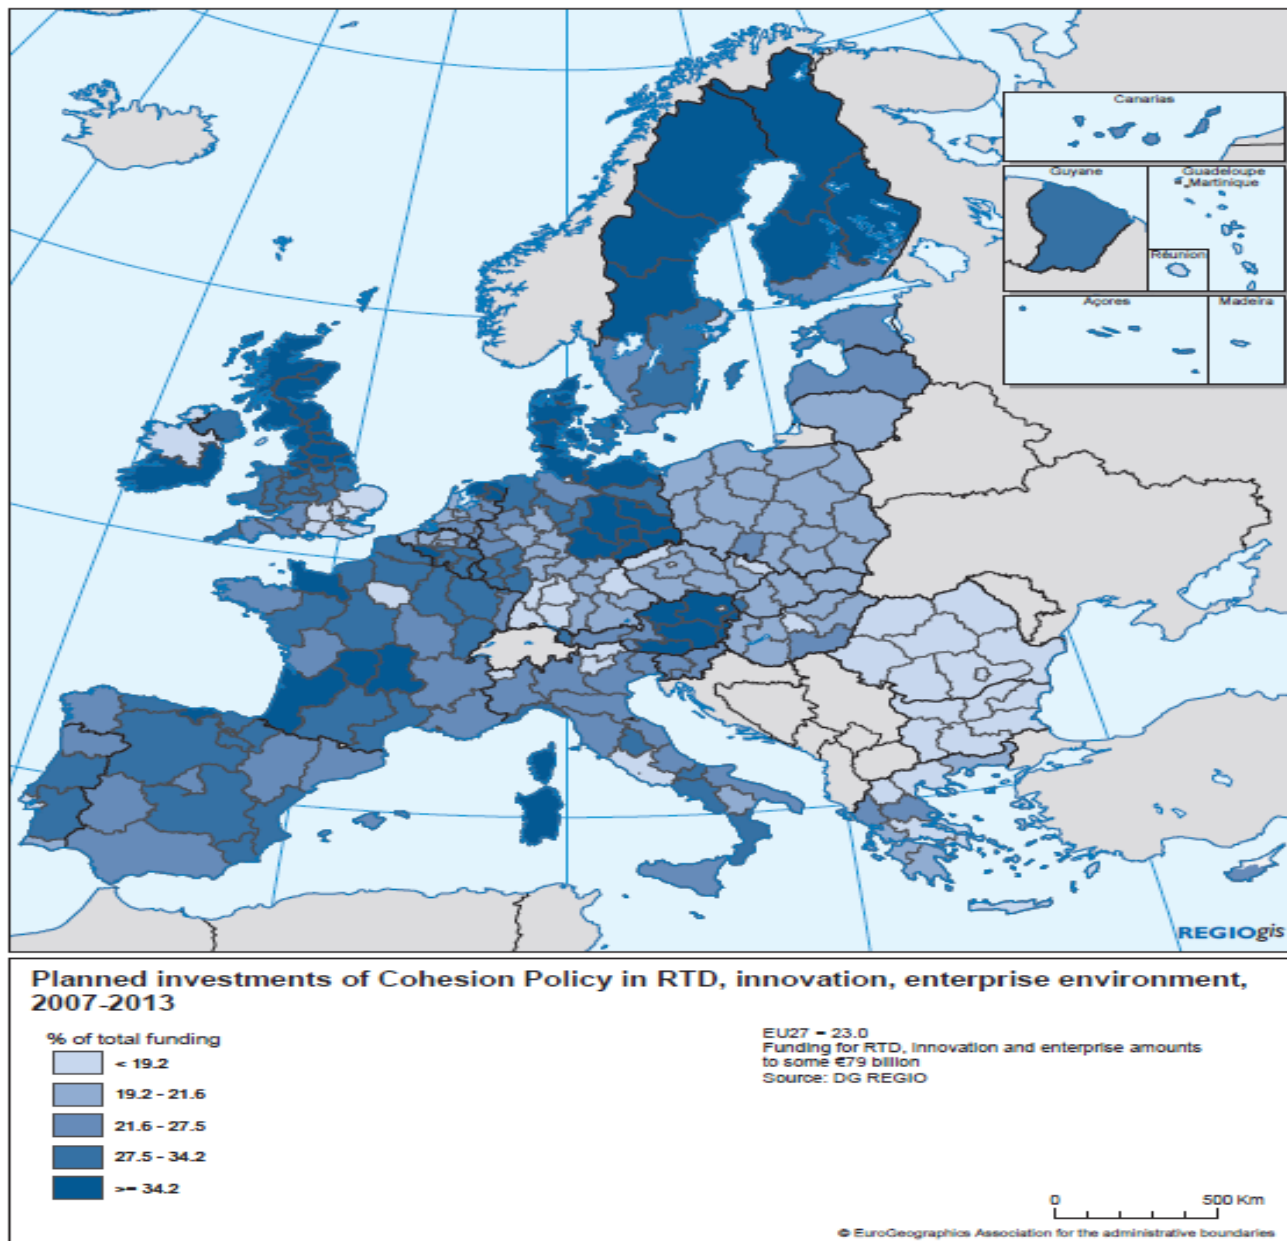 Canarias
Guyane
Guadeloupe
Martinique
Réunion
Açores
Madeira
REGIOgis
Planned investments of Cohesion Policy in RTD, innovation, enterprise environment,
2007-2013
% of total funding
< 19.2
19.2 - 21.6
21.6 - 27.5
27.5 - 34.2
>= 34.2
EU27 = 23.0
Funding for RTD, innovation and enterprise amounts
to some €79 billion
Source: DG REGIO
0 500 Km
© EuroGeographics Association for the administrative boundaries